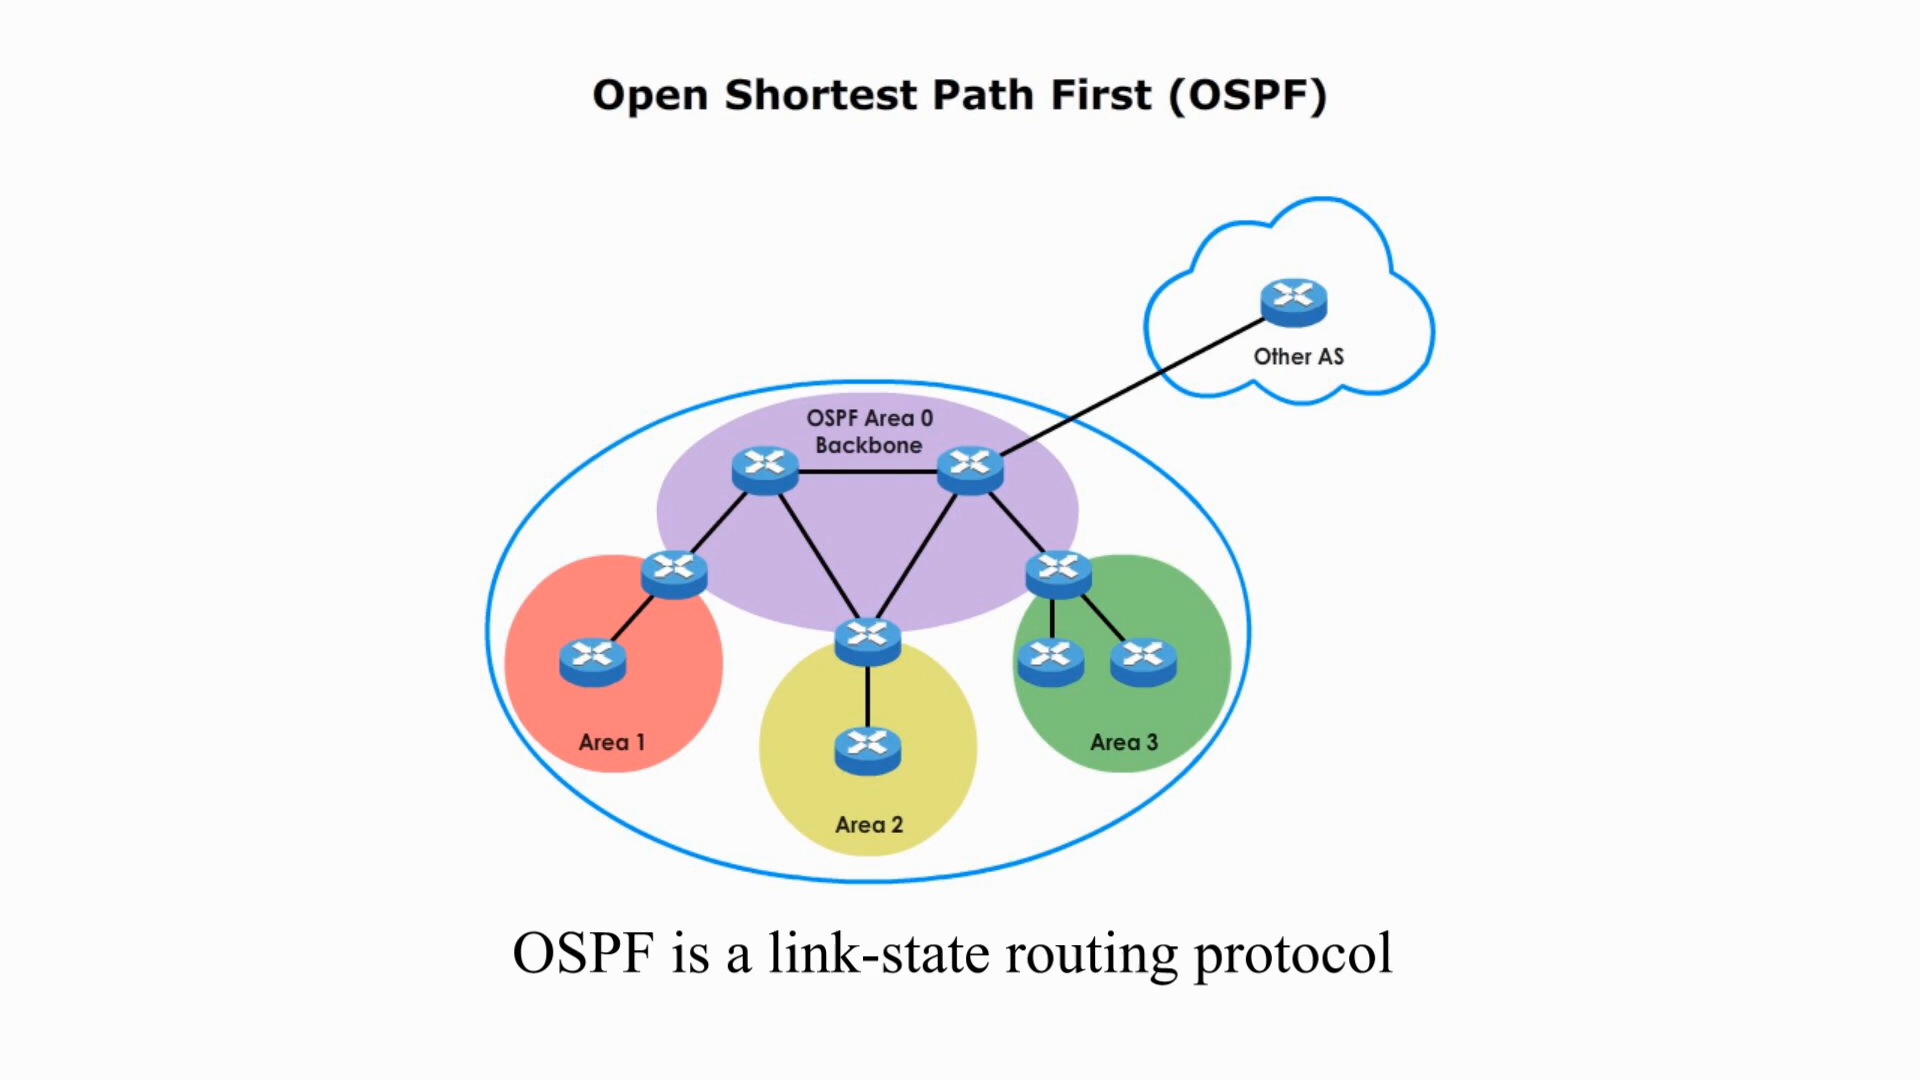 Open Shortest Path First (OSPF)
Other AS
OSPF Area 0
Backbone
Area 1
Area 3
Area 2
OSPF is a link-state routing protocol